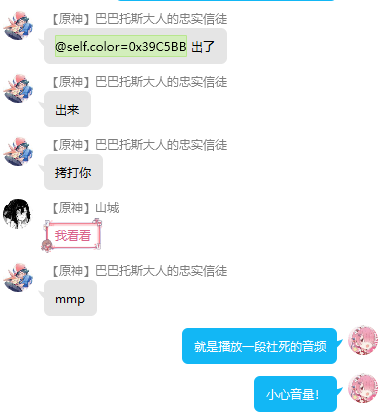 【原神】巴巴托斯大人的忠实信徒
@self.color=0x39C5BB 出了
【原神】巴巴托斯大人的忠实信徒
出来
【原神】巴巴托斯大人的忠实信徒
拷打你
【原神】山城
我看看
【原神】巴巴托斯大人的忠实信徒
mmp
就是播放一段社死的音频
小心音量！